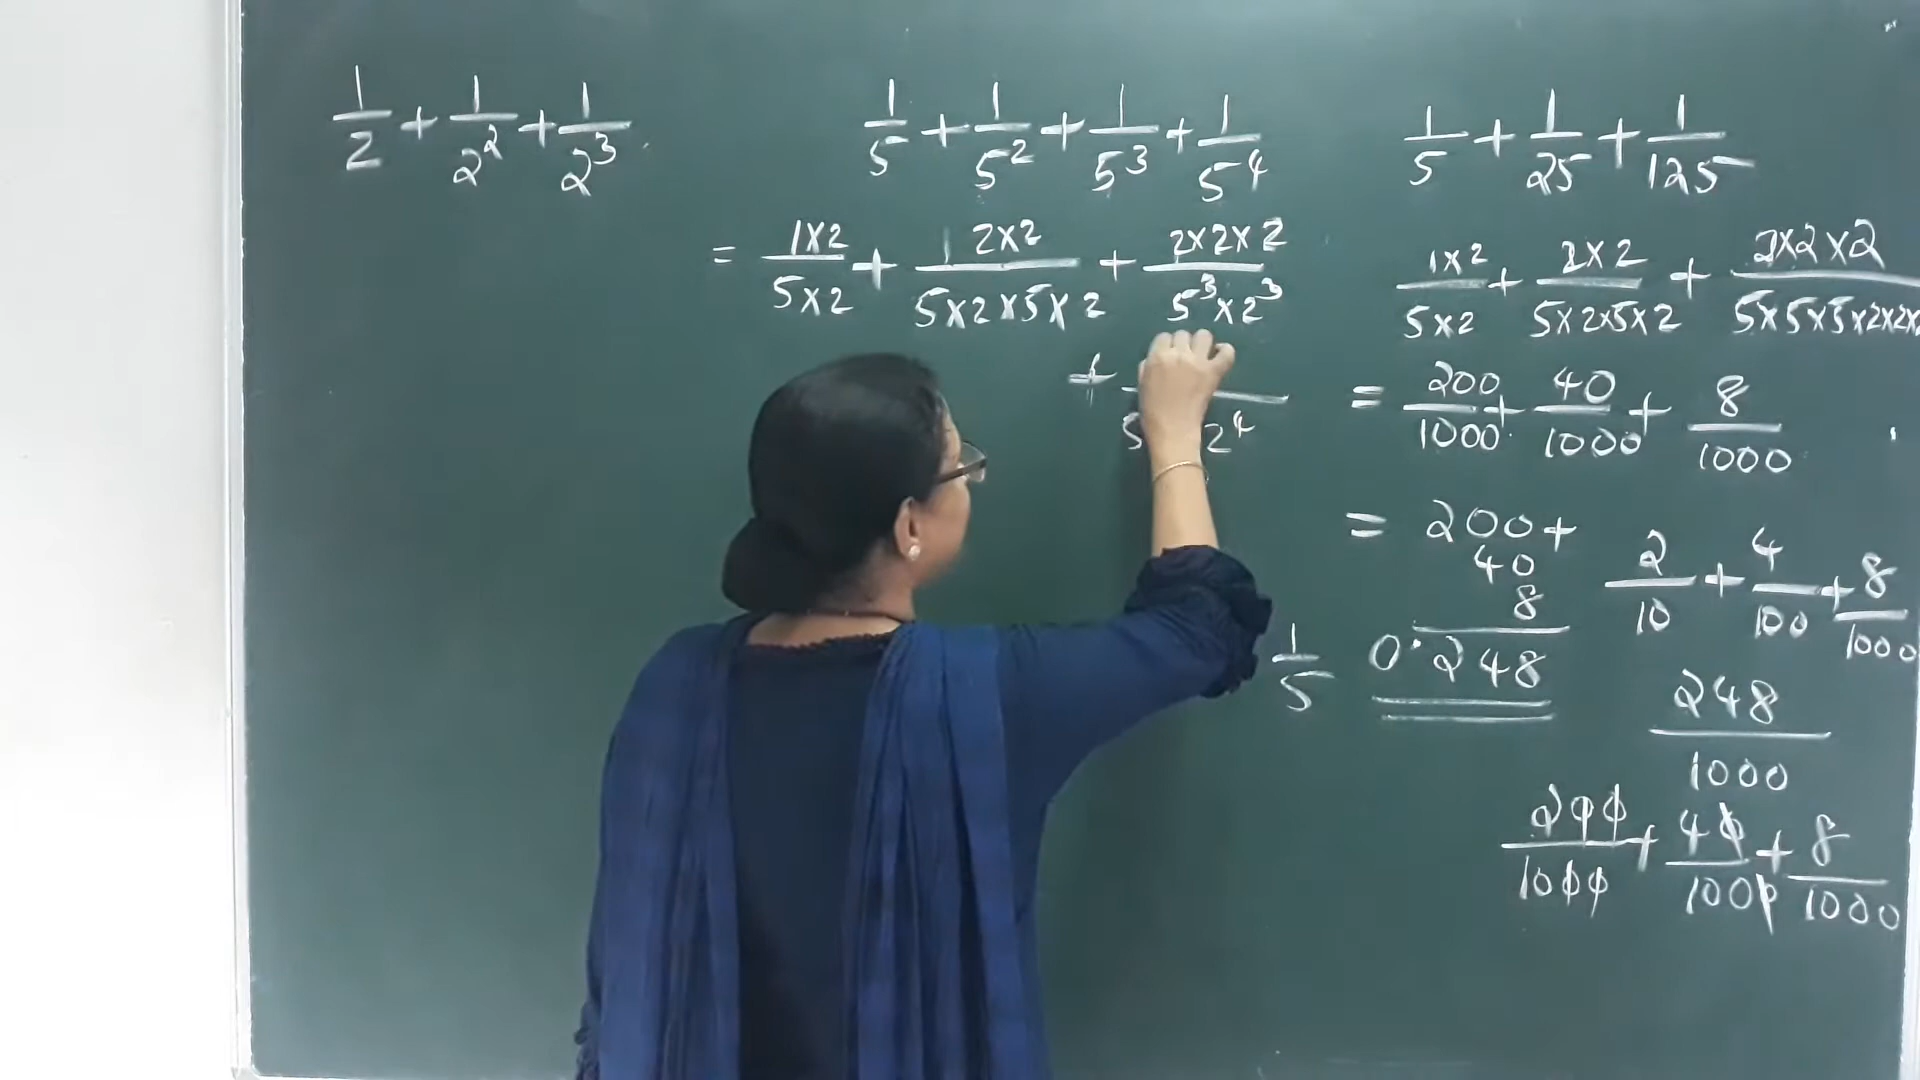 1/2 + 1/2² + 1/2³
1/5 + 1/5² + 1/5³ + 1/5⁴
= 1×2/5×2 + 1 2×2/5×2×5×2 + 2×2×2/5³×2³
+ /5 2⁴
1/5 + 1/25 + 1/125
1×2/5×2 + 2×2/5×2×5×2 + 2×2×2/5×5×5×2×2×
= 200/1000 + 40/1000 + 8/1000
= 200+
40
8
1/5 0.248
2/10 + 4/100 + 8/1000
248/1000
200/1000 + 40/1000 + 8/1000